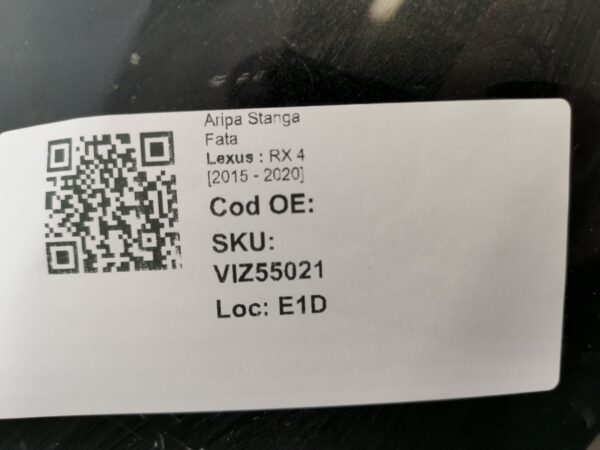 Aripa Stanga
Fata
Lexus : RX 4
[2015 - 2020]
Cod OE:
SKU:
VIZ55021
Loc: E1D